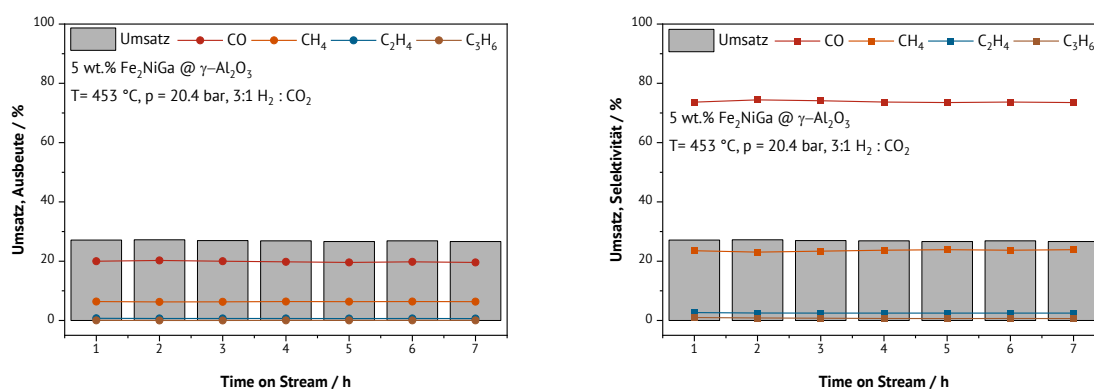 Umsatz CO CH₄ C₂H₄ C₃H₆
5 wt.% Fe₂NiGa @ γ–Al₂O₃
T= 453 °C, p = 20.4 bar, 3:1 H₂ : CO₂
Umsatz, Ausbeute / %
100
80
60
40
20
0
1 2 3 4 5 6 7
Time on Stream / h
Umsatz CO CH₄ C₂H₄ C₃H₆
5 wt.% Fe₂NiGa @ γ–Al₂O₃
T= 453 °C, p = 20.4 bar, 3:1 H₂ : CO₂
Umsatz, Selektivität / %
100
80
60
40
20
0
1 2 3 4 5 6 7
Time on Stream / h